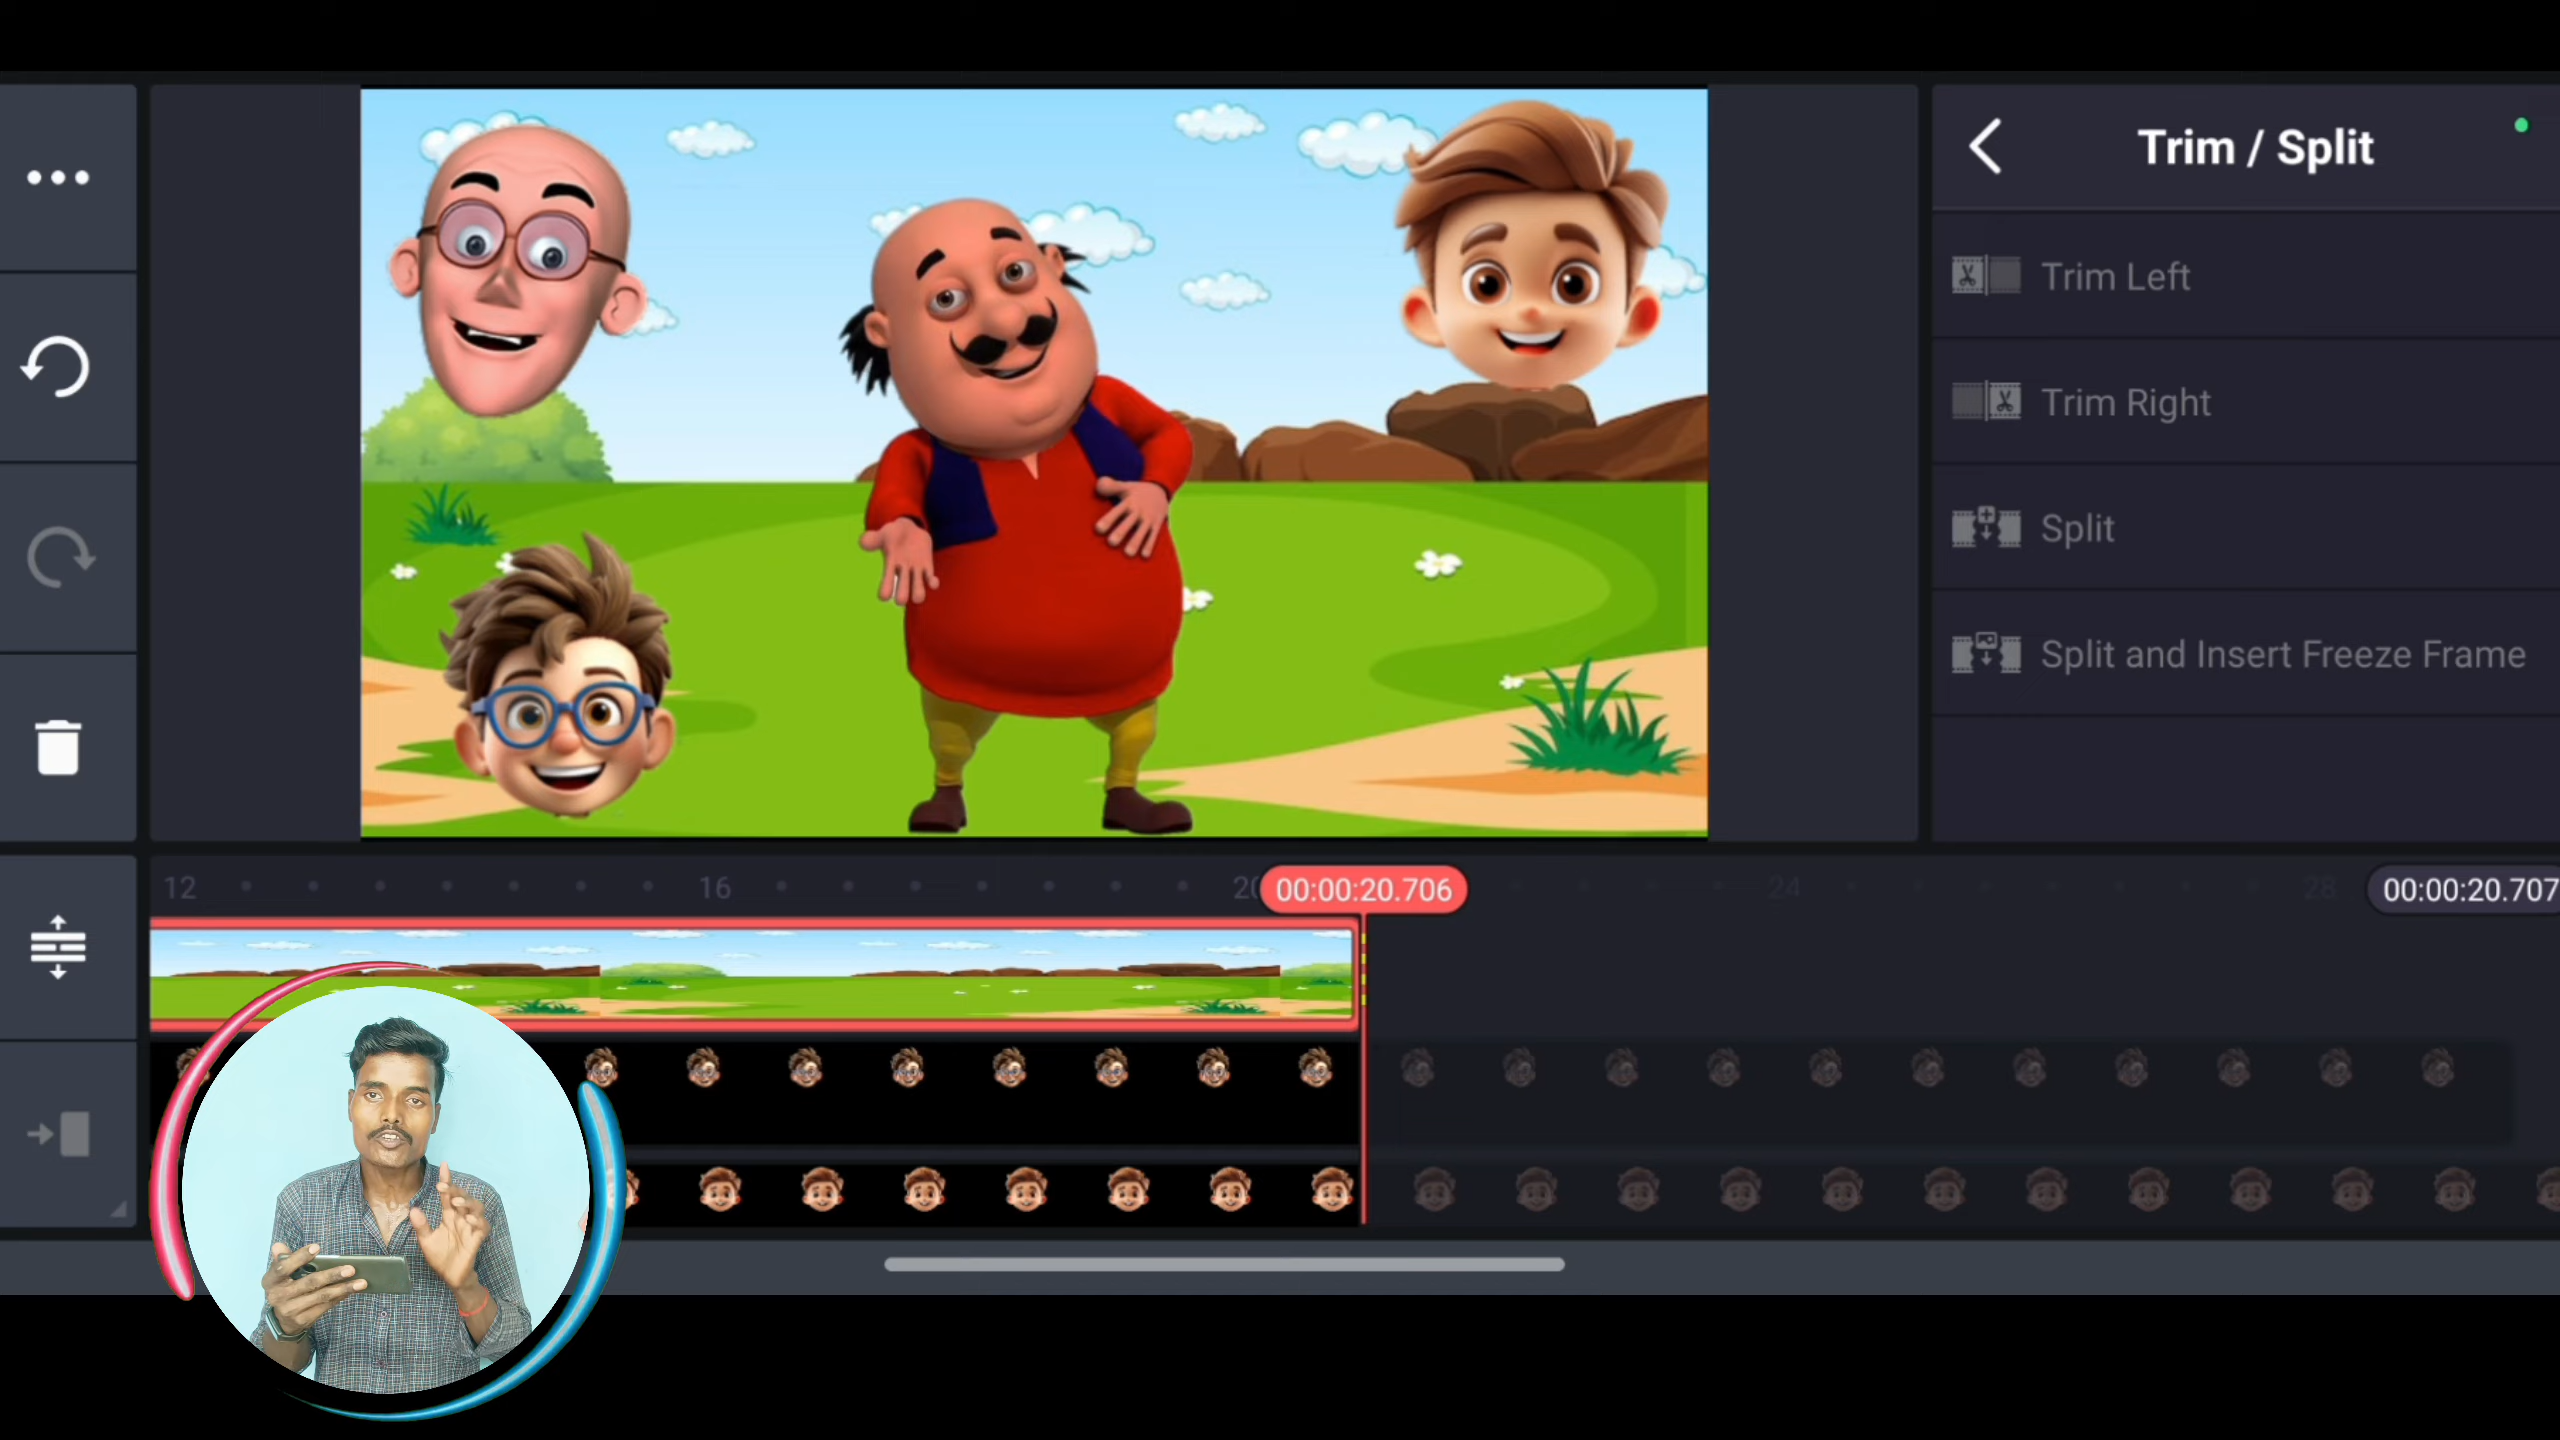 Trim / Split
Trim Left
Trim Right
Split
Split and Insert Freeze Frame
12
16
20
00:00:20.706
24
28
00:00:20.707